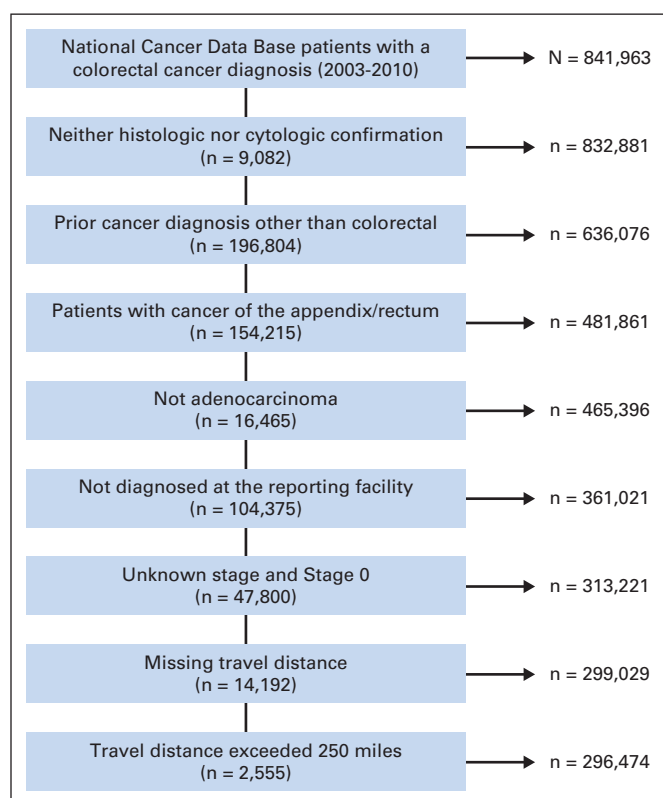 National Cancer Data Base patients with a
colorectal cancer diagnosis (2003-2010)
N = 841,963
Neither histologic nor cytologic confirmation
(n = 9,082)
n = 832,881
Prior cancer diagnosis other than colorectal
(n = 196,804)
n = 636,076
Patients with cancer of the appendix/rectum
(n = 154,215)
n = 481,861
Not adenocarcinoma
(n = 16,465)
n = 465,396
Not diagnosed at the reporting facility
(n = 104,375)
n = 361,021
Unknown stage and Stage 0
(n = 47,800)
n = 313,221
Missing travel distance
(n = 14,192)
n = 299,029
Travel distance exceeded 250 miles
(n = 2,555)
n = 296,474